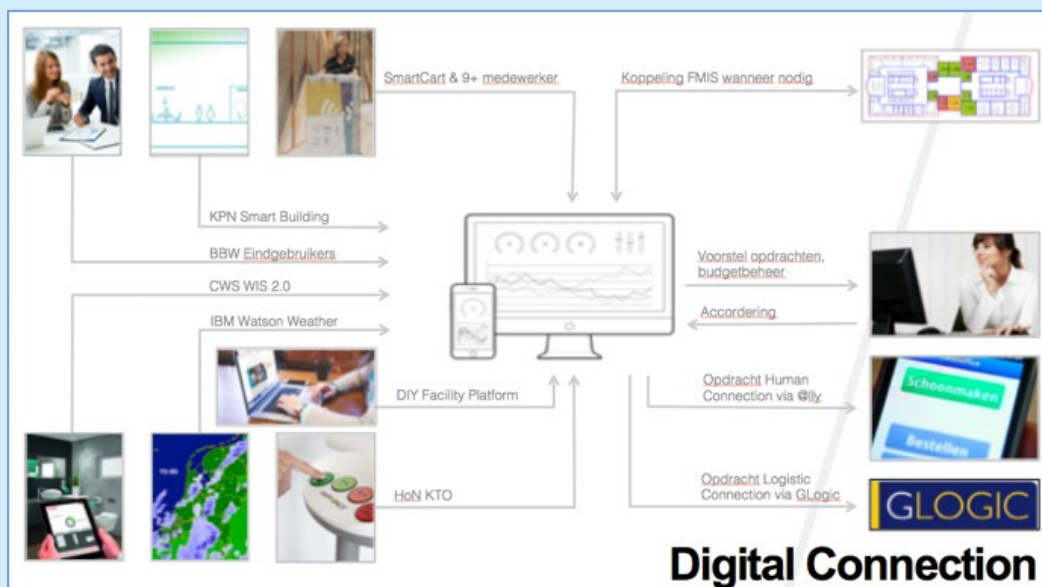 SmartCart & 9+ medewerker
Koppeling FMIS wanneer nodig
KPN Smart Building
BBW Eindgebruikers
CWS WIS 2.0
IBM Watson Weather
Voorstel opdrachten,
budgetbeheer
Accordering
DIY Facility Platform
Opdracht Human
Connection via @lly
Schoonmaken
Bestellen
HoN KTO
Opdracht Logistic
Connection via GLogic
GLOGIC
Digital Connection